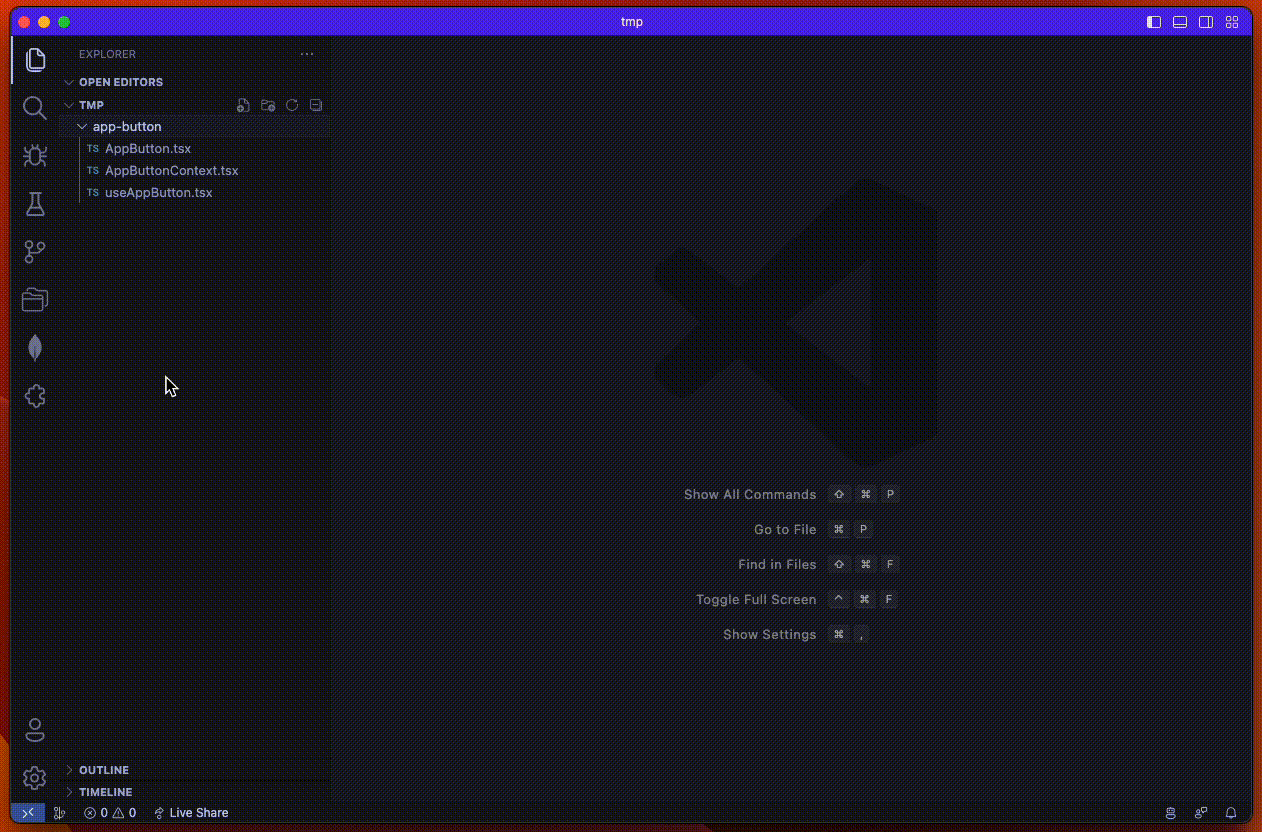 tmp
EXPLORER
OPEN EDITORS
TMP
app-button
TS AppButton.tsx
TS AppButtonContext.tsx
TS useAppButton.tsx
Show All Commands ⇧ ⌘ P
Go to File ⌘ P
Find in Files ⇧ ⌘ F
Toggle Full Screen ^ ⌘ F
Show Settings ⌘ ,
OUTLINE
TIMELINE
0 0 Live Share